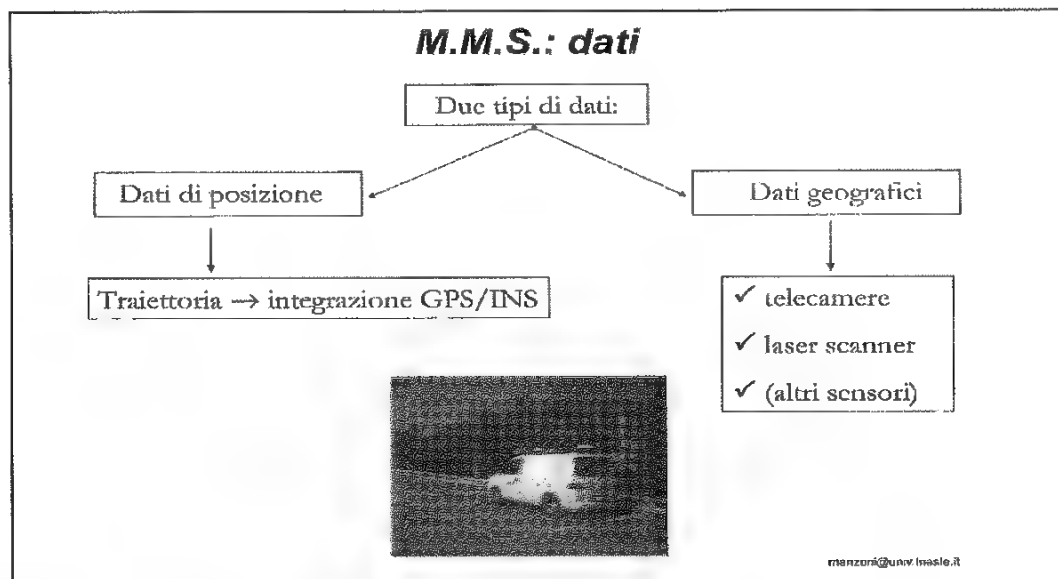 M.M.S.: dati
Due tipi di dati:
Dati di posizione
Dati geografici
Traiettoria → integrazione GPS/INS
✓ telecamere
✓ laser scanner
✓ (altri sensori)